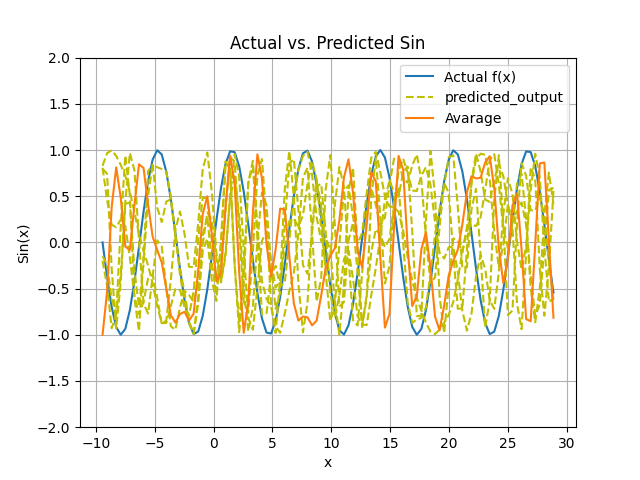 Actual vs. Predicted Sin
Actual f(x)
predicted_output
Avarage
2.0
1.5
1.0
0.5
0.0
−0.5
−1.0
−1.5
−2.0
Sin(x)
−10 −5 0 5 10 15 20 25 30
x